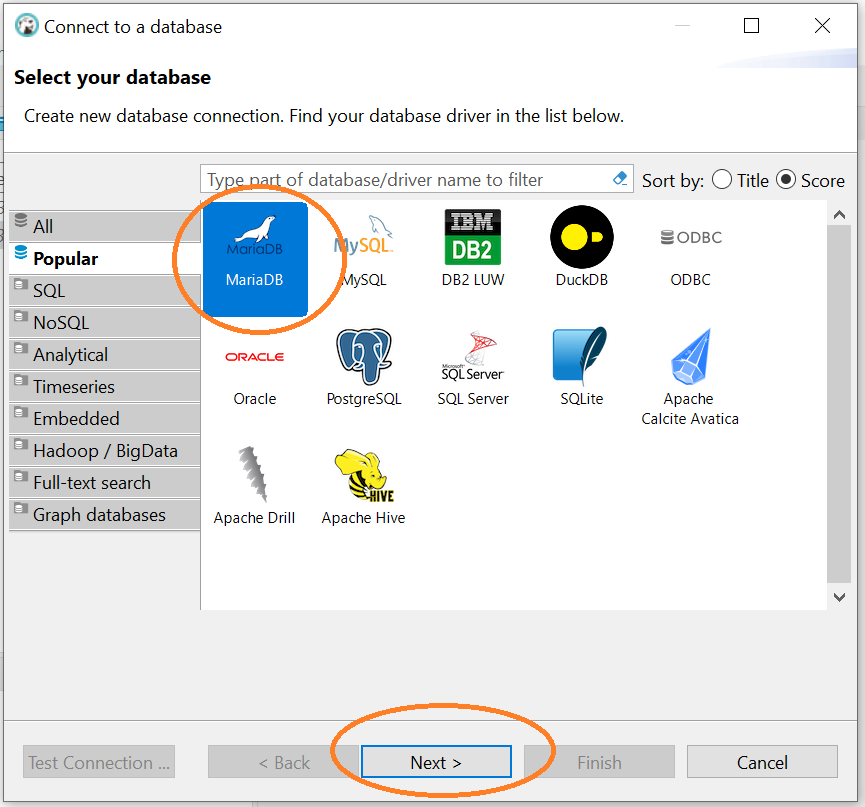 Connect to a database
Select your database
Create new database connection. Find your database driver in the list below.
Type part of database/driver name to filter
Sort by: Title Score
All
Popular
SQL
NoSQL
Analytical
Timeseries
Embedded
Hadoop / BigData
Full-text search
Graph databases
MariaDB
MariaDB
MySQL
MySQL
IBM
DB2
DB2 LUW
DuckDB
ODBC
ODBC
ORACLE
Oracle
PostgreSQL
Microsoft
SQL Server
SQL Server
SQLite
Apache
Calcite Avatica
Apache Drill
HIVE
Apache Hive
Test Connection ...
< Back
Next >
Finish
Cancel